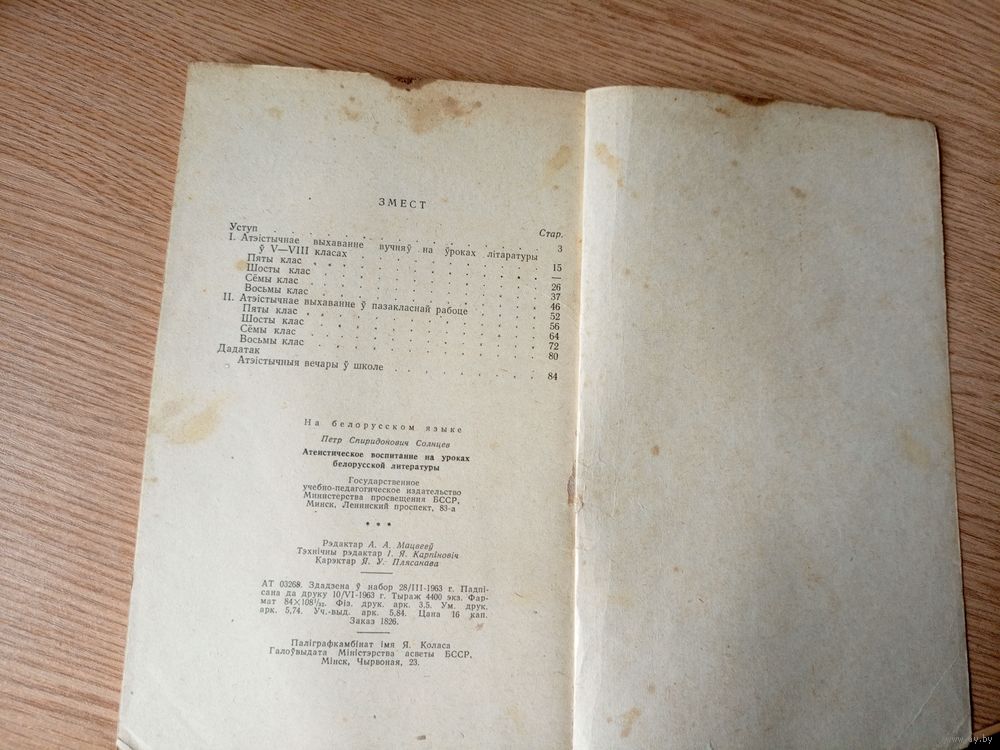 ЗМЕСТ
Стар.
Уступ 3
I. Атэістычнае выхаванне вучняў на ўроках літаратуры
ў V—VIII класах 15
Пяты клас —
Шосты клас 26
Сёмы клас 37
Восьмы клас 46
II. Атэістычнае выхаванне ў пазакласнай рабоце 52
Пяты клас 56
Шосты клас 64
Сёмы клас 72
Восьмы клас 80
Дадатак
Атэістычныя вечары ў школе 84
На белорусском языке
Петр Спиридонович Солнцев
Атеистическое воспитание на уроках
белорусской литературы
Государственное
учебно-педагогическое издательство
Министерства просвещения БССР.
Минск, Ленинский проспект, 83-а
* * *
Рэдактар А. А. Мацвееў
Тэхнічны рэдактар І. Я. Карпіновіч
Карэктар Я. У. Плясанава
АТ 03268. Здадзена ў набор 28/III-1963 г. Падпі-
сана да друку 10/VI-1963 г. Тыраж 4400 экз. Фар-
мат 84×108¹/₃₂. Фіз. друк. арк. 3,5. Ум. друк.
арк. 5,74. Уч.-выд. арк. 5,84. Цана 16 кап.
Заказ 1826.
Паліграфкамбінат імя Я. Коласа
Галоўвыдата Міністэрства асветы БССР,
Мінск, Чырвоная, 23.
www.ay.by